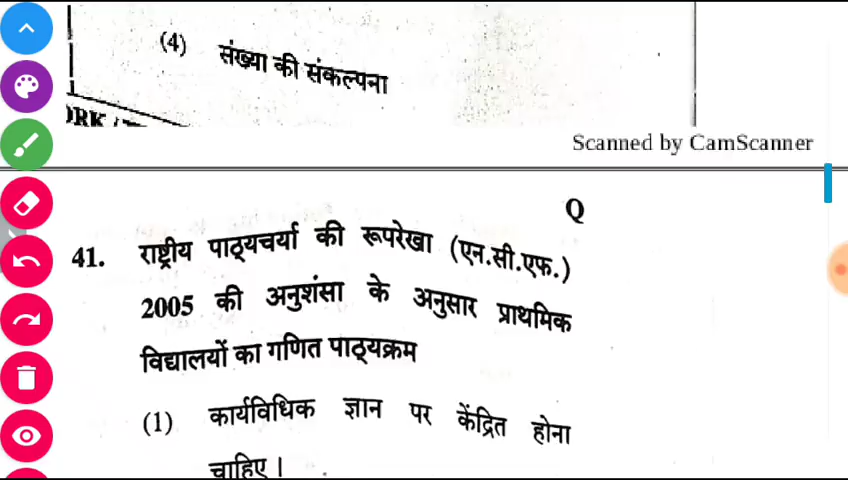 (4) संख्या की संकल्पना
Scanned by CamScanner
Q
41. राष्ट्रीय पाठ्यचर्या की रूपरेखा (एन.सी.एफ.)
2005 की अनुशंसा के अनुसार प्राथमिक
विद्यालयों का गणित पाठ्यक्रम
(1) कार्यविधिक ज्ञान पर केंद्रित होना
चाहिए।